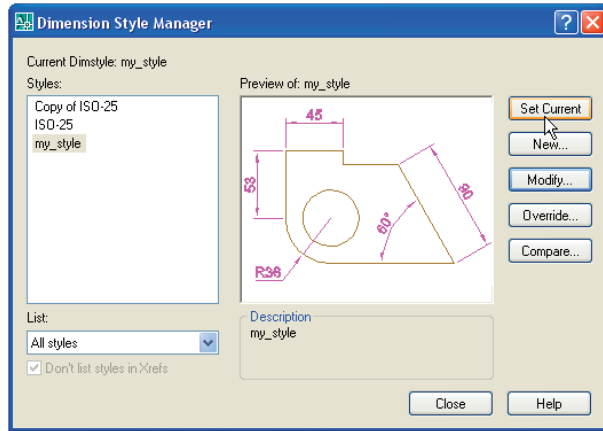 Dimension Style Manager
Current Dimstyle: my_style
Styles:
Copy of ISO-25
ISO-25
my_style
Preview of: my_style
45
53
90
60°
R36
Set Current
New...
Modify...
Override...
Compare...
List:
All styles
Don't list styles in Xrefs
Description
my_style
Close
Help